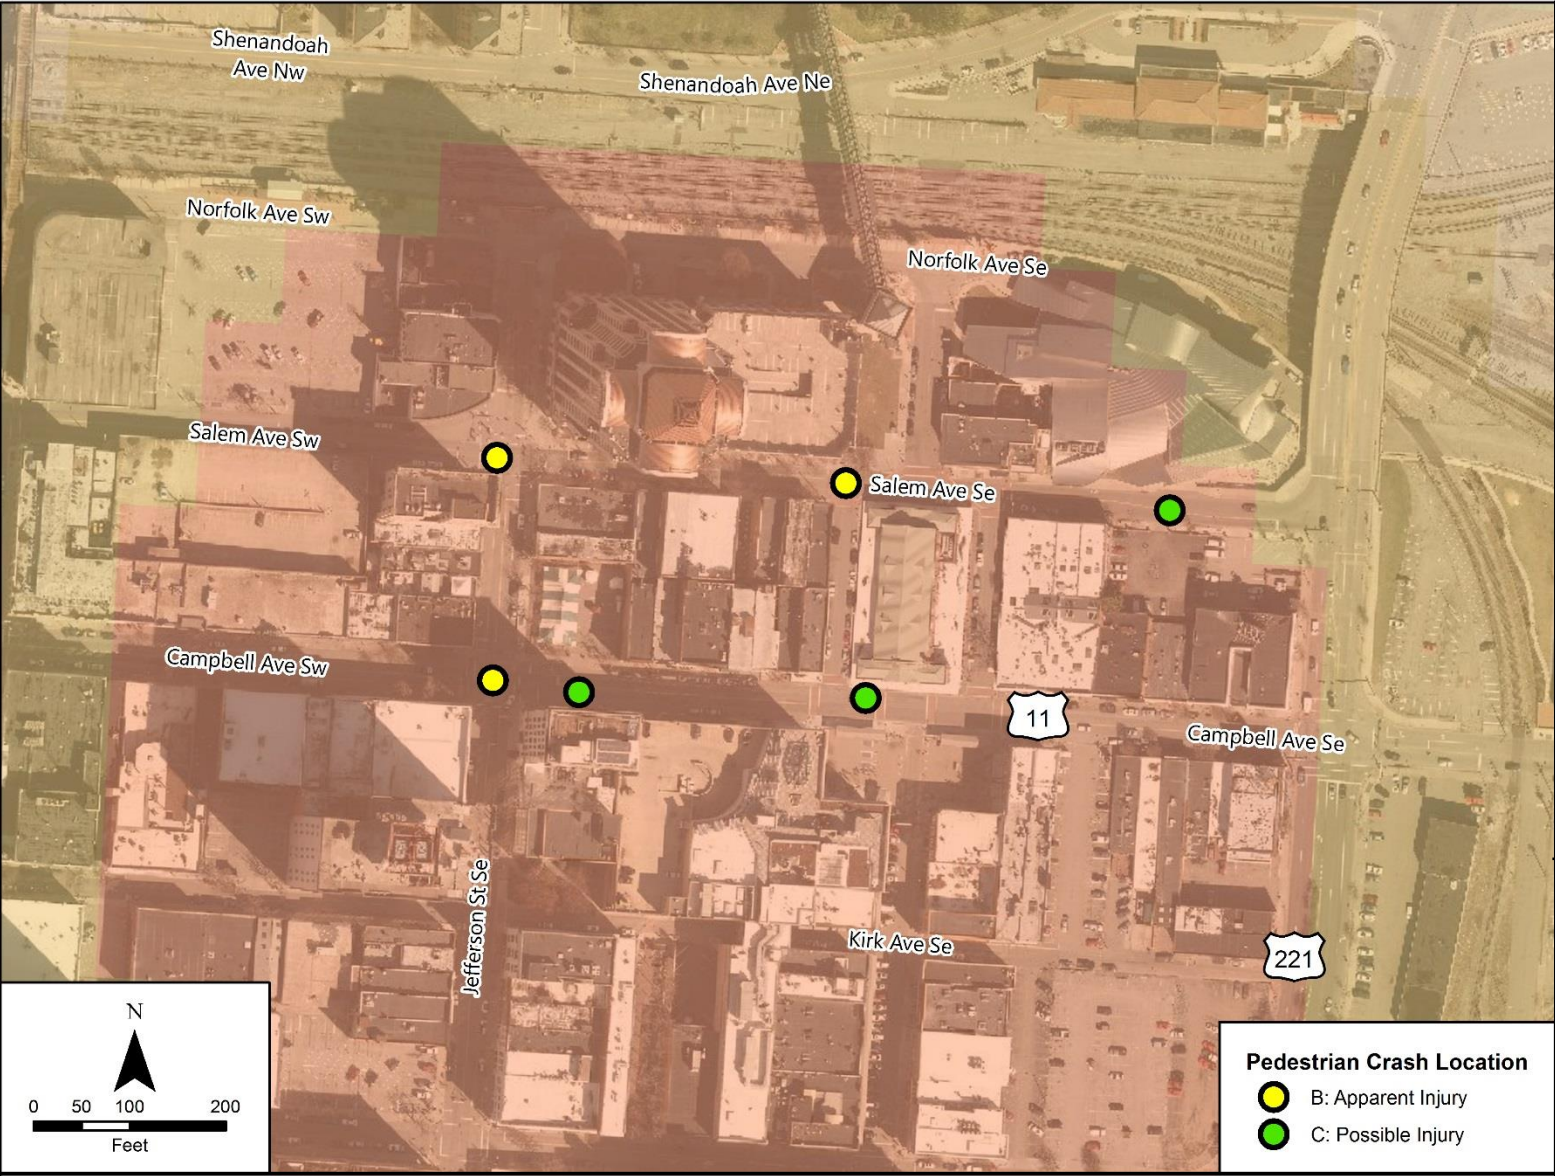 Shenandoah
Ave Nw
Shenandoah Ave Ne
Norfolk Ave Sw
Norfolk Ave Se
Salem Ave Sw
Salem Ave Se
Campbell Ave Sw
11
Campbell Ave Se
Jefferson St Se
Kirk Ave Se
221
N
0 50 100 200
Feet
Pedestrian Crash Location
B: Apparent Injury
C: Possible Injury